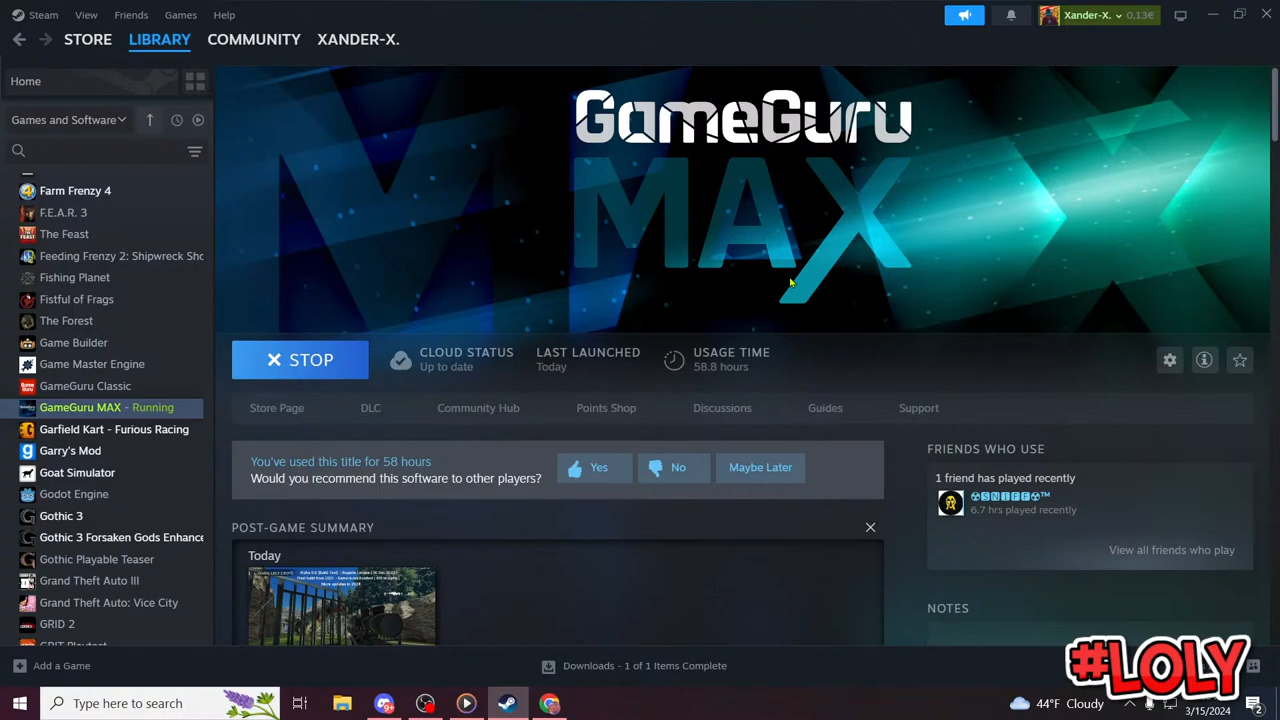 Steam View Friends Games Help
Xander-X. 0,13€
STORE LIBRARY COMMUNITY XANDER-X.
Home
Games and Software
GameGuru
MAX
Farm Frenzy 4
F.E.A.R. 3
The Feast
Feeding Frenzy 2: Shipwreck Sho
Fishing Planet
Fistful of Frags
The Forest
Game Builder
Game Master Engine
GameGuru Classic
GameGuru MAX - Running
Garfield Kart - Furious Racing
Garry's Mod
Goat Simulator
Godot Engine
Gothic 3
Gothic 3 Forsaken Gods Enhance
Gothic Playable Teaser
Grand Theft Auto III
Grand Theft Auto: Vice City
GRID 2
GRIT Playtest
STOP
CLOUD STATUS
Up to date
LAST LAUNCHED
Today
USAGE TIME
58.8 hours
Store Page DLC Community Hub Points Shop Discussions Guides Support
You've used this title for 58 hours
Would you recommend this software to other players?
Yes No Maybe Later
POST-GAME SUMMARY
Today
FRIENDS WHO USE
1 friend has played recently
☢🆂🅽🅸🅵🅵☢™
6.7 hrs played recently
View all friends who play
NOTES
Add a Game
Downloads - 1 of 1 Items Complete
#LOLY
Type here to search
44°F Cloudy
3/15/2024
2